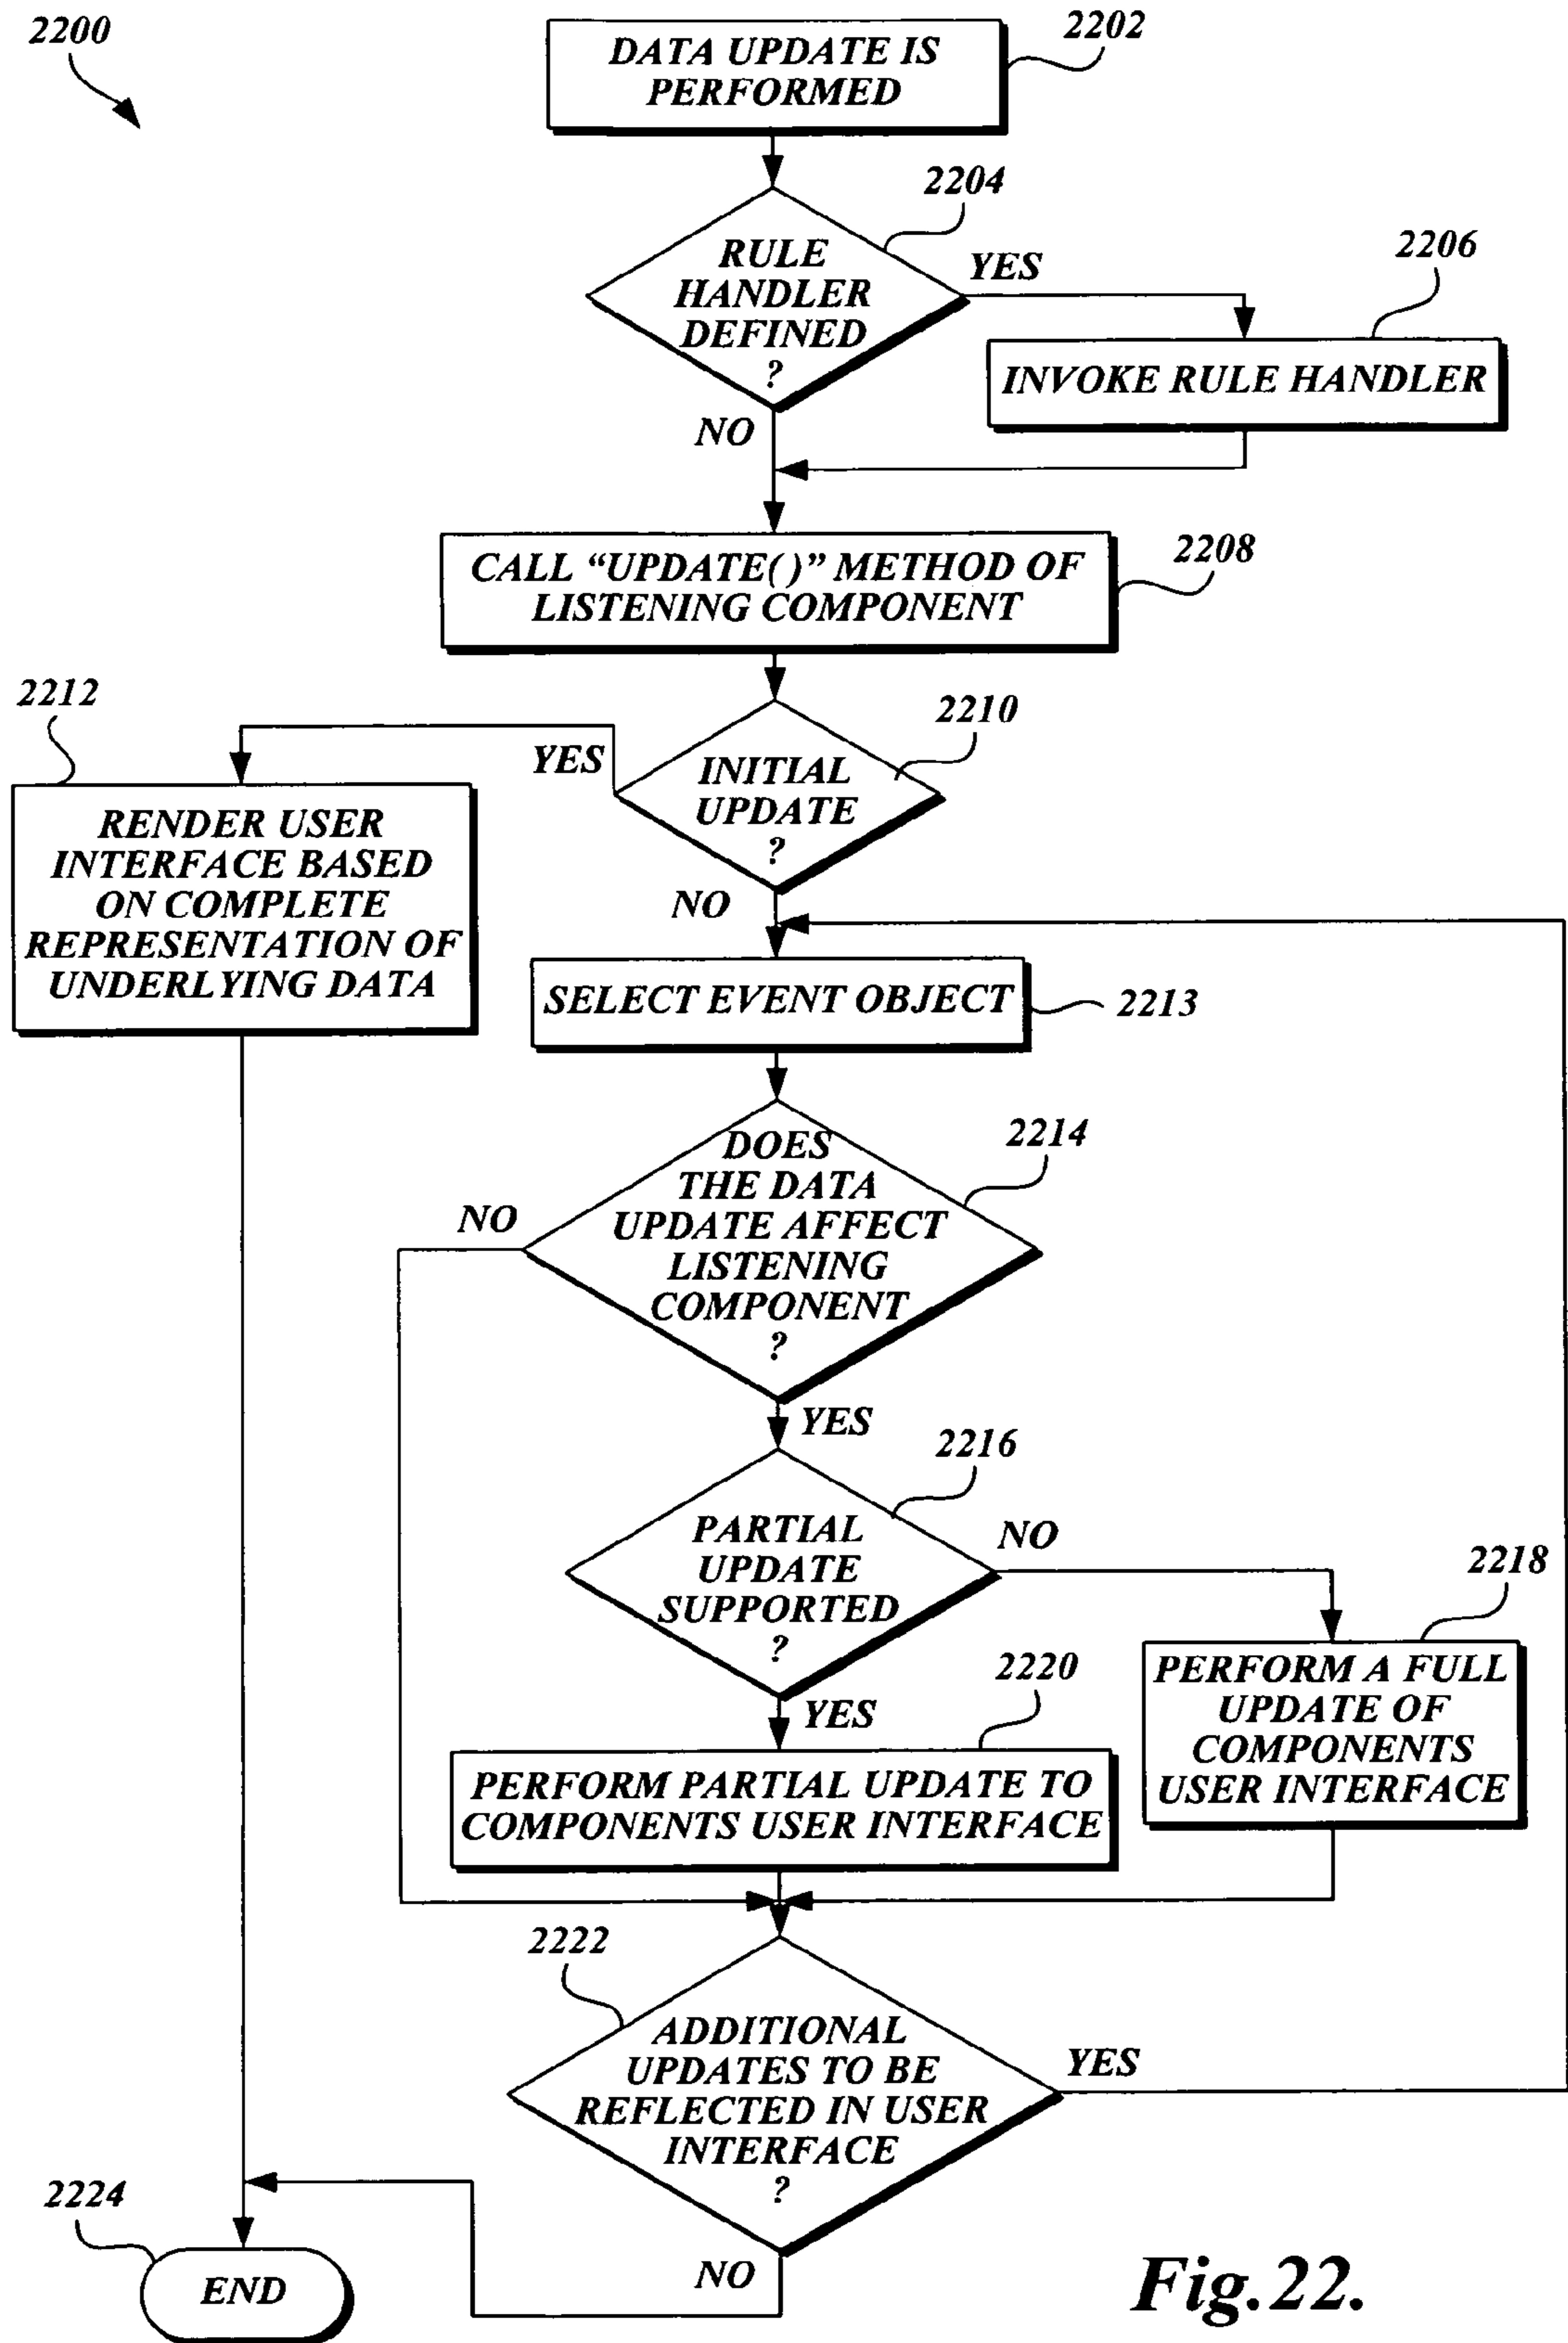 2200
DATA UPDATE IS
PERFORMED
2202
2204
RULE
HANDLER
DEFINED
?
YES
NO
2206
INVOKE RULE HANDLER
CALL “UPDATE()” METHOD OF
LISTENING COMPONENT
2208
2210
INITIAL
UPDATE
?
YES
NO
2212
RENDER USER
INTERFACE BASED
ON COMPLETE
REPRESENTATION OF
UNDERLYING DATA
SELECT EVENT OBJECT
2213
2214
DOES
THE DATA
UPDATE AFFECT
LISTENING
COMPONENT
?
NO
YES
2216
PARTIAL
UPDATE
SUPPORTED
?
NO
YES
2218
PERFORM A FULL
UPDATE OF
COMPONENTS
USER INTERFACE
2220
PERFORM PARTIAL UPDATE TO
COMPONENTS USER INTERFACE
2222
ADDITIONAL
UPDATES TO BE
REFLECTED IN USER
INTERFACE
?
YES
NO
2224
END
Fig.22.